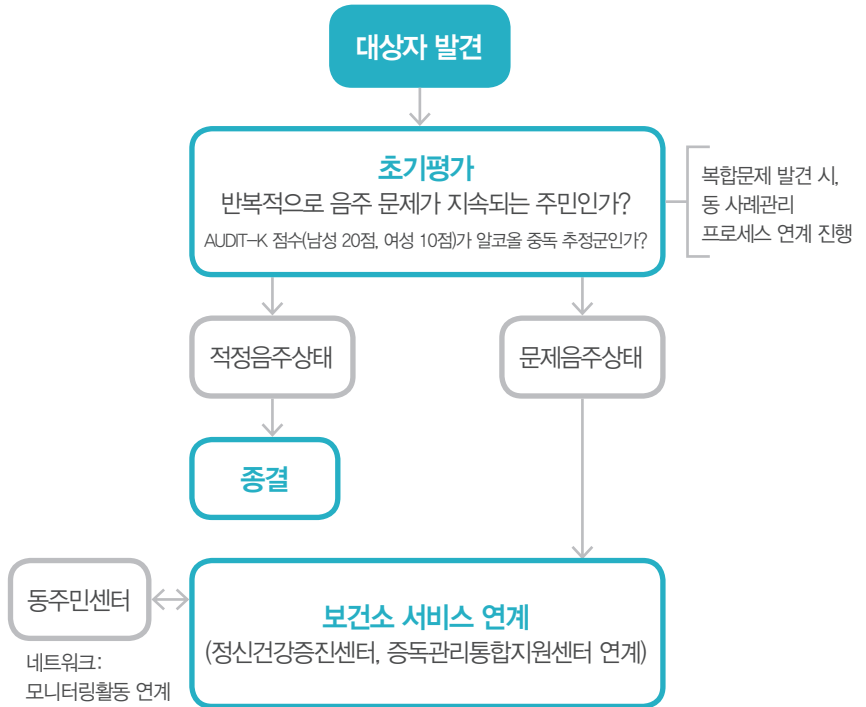 대상자 발견
초기평가
반복적으로 음주 문제가 지속되는 주민인가?
AUDIT-K 점수(남성 20점, 여성 10점)가 알코올 중독 추정군인가?
복합문제 발견 시,
동 사례관리
프로세스 연계 진행
적정음주상태
문제음주상태
종결
동주민센터
네트워크:
모니터링활동 연계
보건소 서비스 연계
(정신건강증진센터, 증독관리통합지원센터 연계)